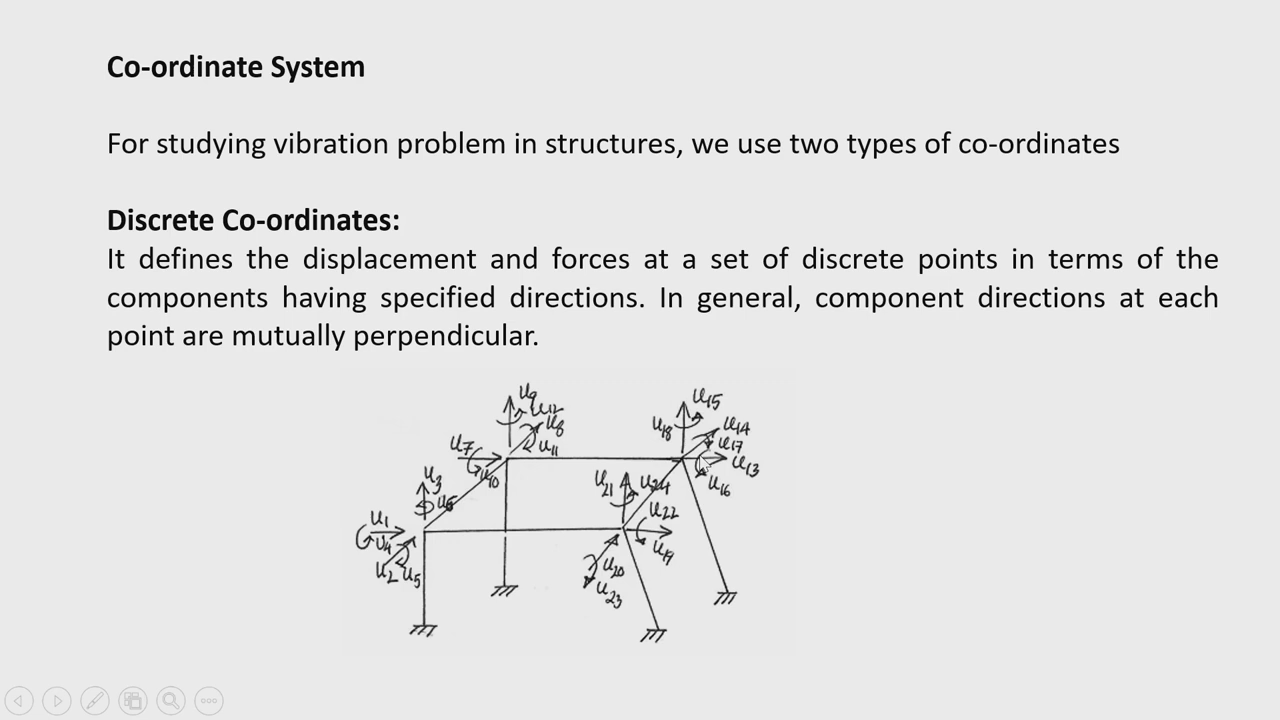 Co-ordinate System
For studying vibration problem in structures, we use two types of co-ordinates
Discrete Co-ordinates:
It defines the displacement and forces at a set of discrete points in terms of the
components having specified directions. In general, component directions at each
point are mutually perpendicular.
u9
u12
u8
u11
u7
u10
u3
u6
u1
u4
u2 u5
u15
u18
u14
u17
u13
u16
u21
u24
u22
u19
u20
u23